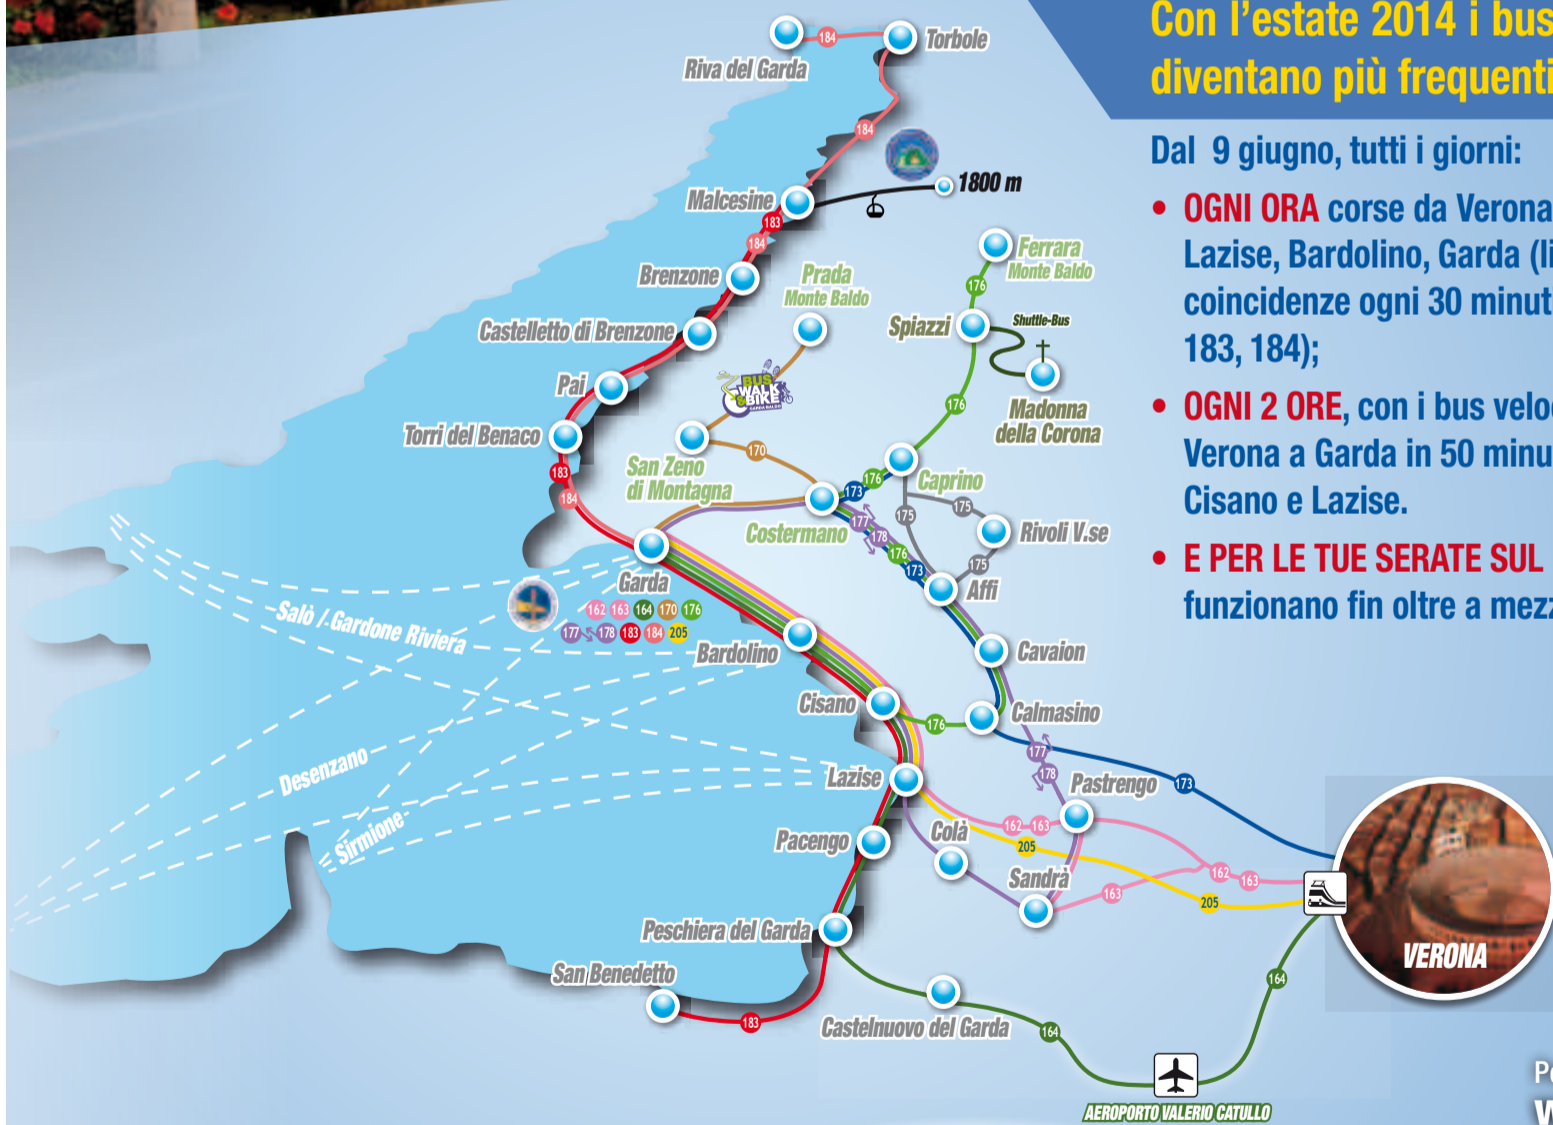 Con l'estate 2014 i bus
diventano più frequenti
Dal 9 giugno, tutti i giorni:
• OGNI ORA corse da Verona
Lazise, Bardolino, Garda (li
coincidenze ogni 30 minut
183, 184);
• OGNI 2 ORE, con i bus velo
Verona a Garda in 50 minu
Cisano e Lazise.
• E PER LE TUE SERATE SUL
funzionano fin oltre a mezz
184
Torbole
Riva del Garda
184
1800 m
Malcesine
183
184
Brenzone
Prada
Monte Baldo
Ferrara
Monte Baldo
176
Castelletto di Brenzone
Spiazzi
Shuttle-Bus
Pai
BUS
WALK
&BIKE
GARDA BALDO
176
Madonna
della Corona
Torri del Benaco
170
San Zeno
di Montagna
183
184
173
176
Caprino
175
175
Costermano
177
178
176
173
Rivoli V.se
175
Affi
Garda
162 163 164 170 176
177 178 183 184 205
Salò / Gardone Riviera
Bardolino
Cavaion
Cisano
176
Calmasino
177
178
173
Desenzano
Lazise
Pastrengo
Sirmione
Pacengo
Colà
162 163
205
Sandrà
162
163
163
205
Peschiera del Garda
VERONA
San Benedetto
183
Castelnuovo del Garda
164
164
AEROPORTO VALERIO CATULLO